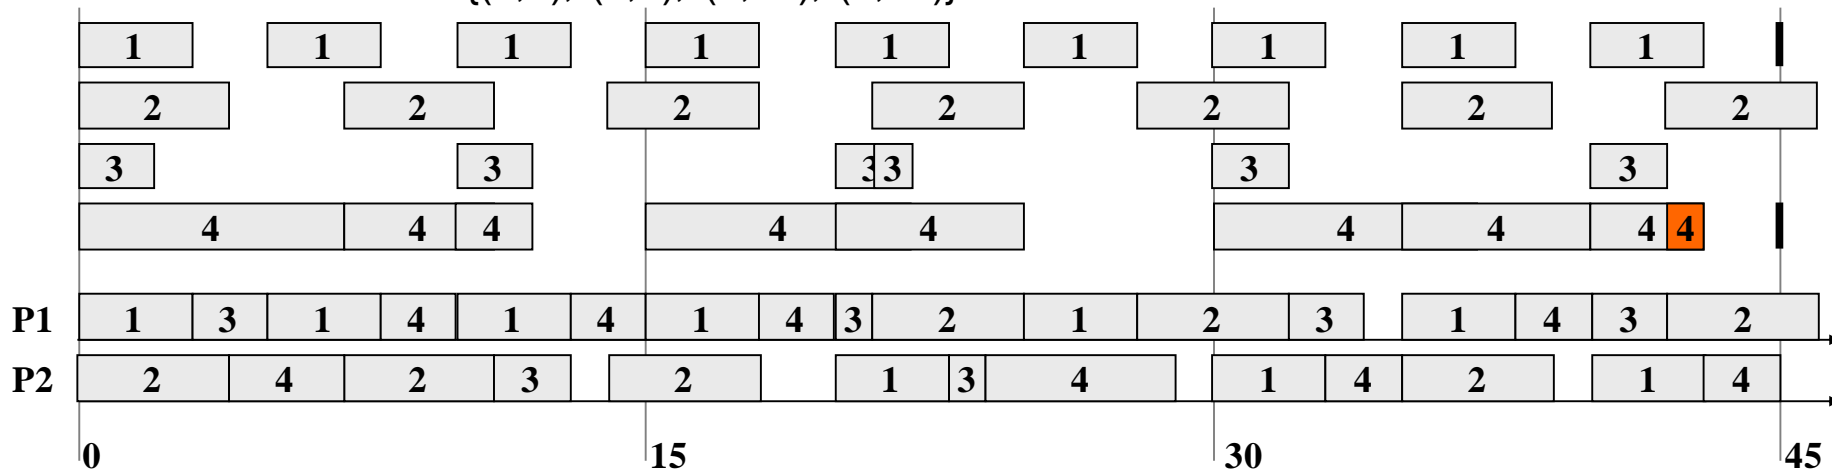 1 1 1 1 1 1 1 1 1
2 2 2 2 2 2 2
3 3 3 3 3 3
4 4 4 4 4 4 4 4 4
P1 1 3 1 4 1 4 1 4 3 2 1 2 3 1 4 3 2
P2 2 4 2 3 2 1 3 4 1 4 2 1 4
0 15 30 45